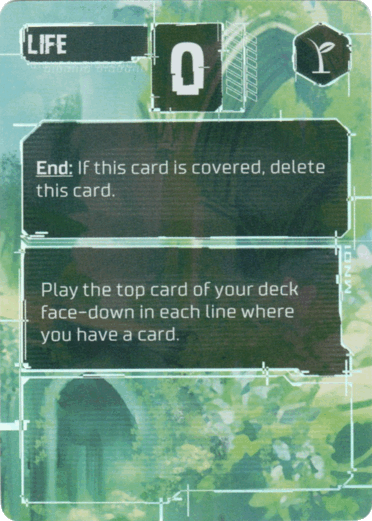 LIFE
0
End: If this card is covered, delete
this card.
Play the top card of your deck
face-down in each line where
you have a card.
MN01